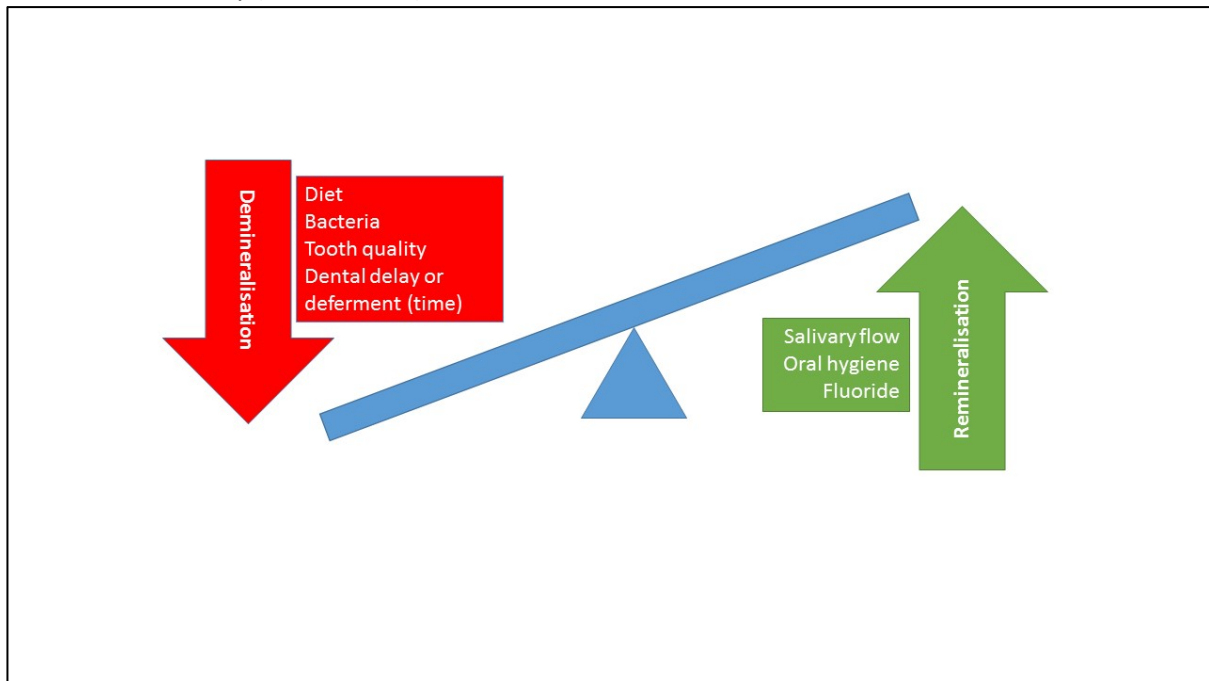 Demineralisation
Diet
Bacteria
Tooth quality
Dental delay or
deferment (time)
Salivary flow
Oral hygiene
Fluoride
Remineralisation